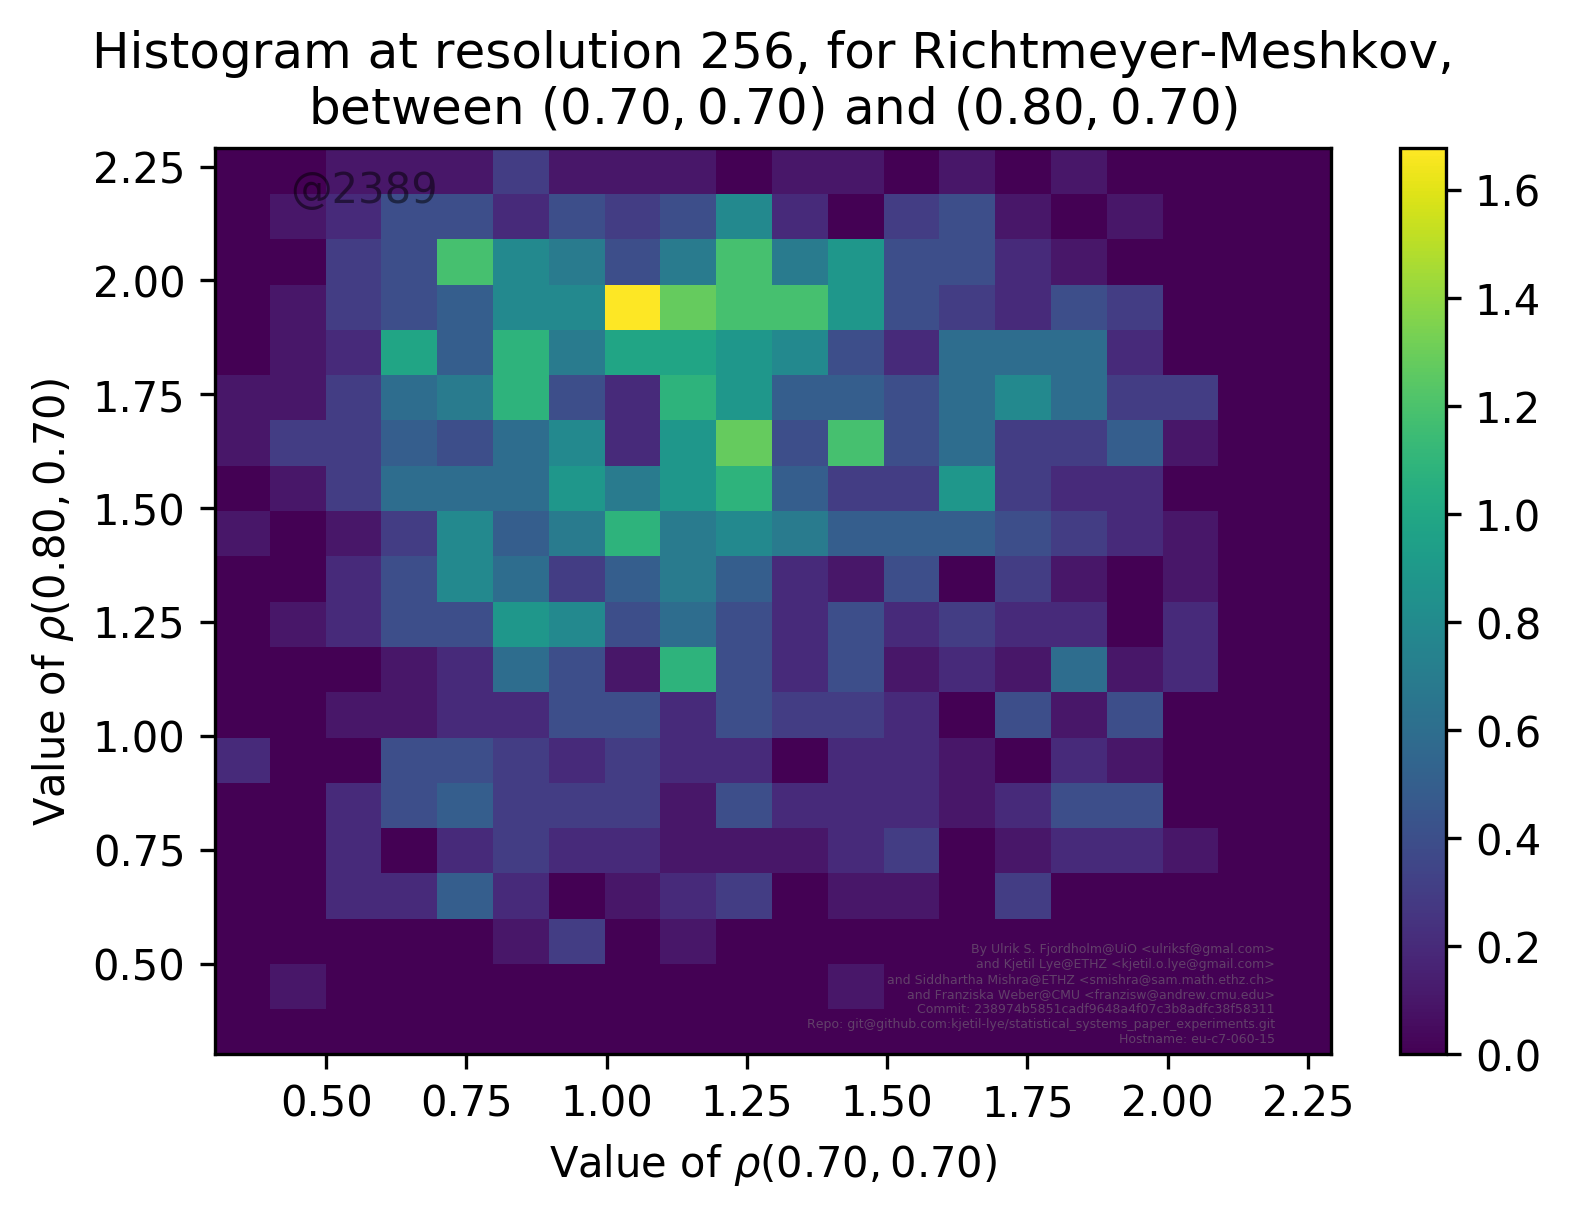 Histogram at resolution 256, for Richtmeyer-Meshkov,
between (0.70, 0.70) and (0.80, 0.70)
@2389
2.25
2.00
1.75
1.50
1.25
1.00
0.75
0.50
Value of ρ(0.80, 0.70)
0.50 0.75 1.00 1.25 1.50 1.75 2.00 2.25
Value of ρ(0.70, 0.70)
1.6
1.4
1.2
1.0
0.8
0.6
0.4
0.2
0.0
By Ulrik S. Fjordholm@UiO <ulriksf@gmal.com>
and Kjetil Lye@ETHZ <kjetil.o.lye@gmail.com>
and Siddhartha Mishra@ETHZ <smishra@sam.math.ethz.ch>
and Franziska Weber@CMU <franzisw@andrew.cmu.edu>
Commit: 238974b5851cadf9648a4f07c3b8adfc38f58311
Repo: git@github.com:kjetil-lye/statistical_systems_paper_experiments.git
Hostname: eu-c7-060-15